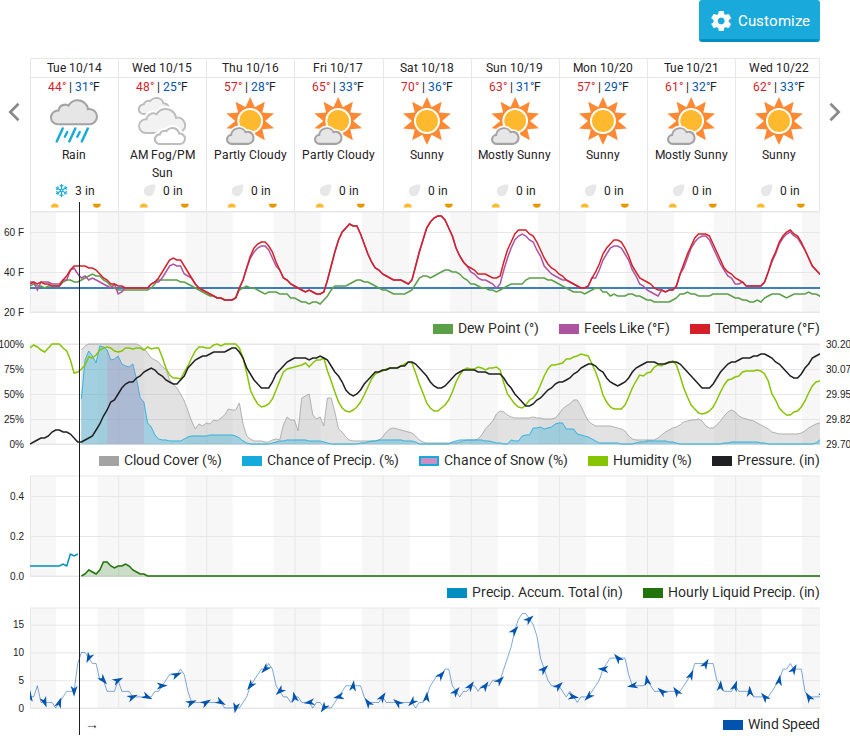 Customize
Tue 10/14 Wed 10/15 Thu 10/16 Fri 10/17 Sat 10/18 Sun 10/19 Mon 10/20 Tue 10/21 Wed 10/22
44° | 31°F 48° | 25°F 57° | 28°F 65° | 33°F 70° | 36°F 63° | 31°F 57° | 29°F 61° | 32°F 62° | 33°F
Rain AM Fog/PM Partly Cloudy Partly Cloudy Sunny Mostly Sunny Sunny Mostly Sunny Sunny
Sun
3 in 0 in 0 in 0 in 0 in 0 in 0 in 0 in 0 in
60 F
40 F
20 F
Dew Point (°) Feels Like (°F) Temperature (°F)
100% 30.20
75% 30.07
50% 29.95
25% 29.82
0% 29.70
Cloud Cover (%) Chance of Precip. (%) Chance of Snow (%) Humidity (%) Pressure. (in)
0.4
0.2
0.0
Precip. Accum. Total (in) Hourly Liquid Precip. (in)
15
10
5
0
→
Wind Speed